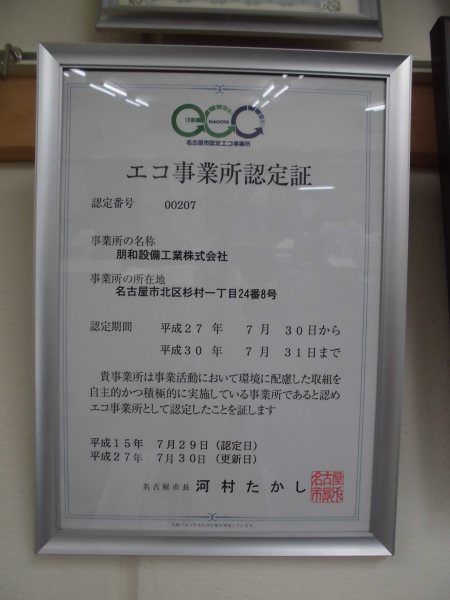 NAGOYA
名古屋市認定エコ事業所
エコ事業所認定証
認定番号 00207
事業所の名称
朋和設備工業株式会社
事業所の所在地
名古屋市北区杉村一丁目24番8号
認定期間 平成27年 7月 30日から
平成30年 7月 31日まで
貴事業所は事業活動において環境に配慮した取組を
自主的かつ積極的に実施している事業所であると認め
エコ事業所として認定したことを証します
平成15年 7月29日（認定日）
平成27年 7月30日（更新日）
名古屋市長 河村たかし